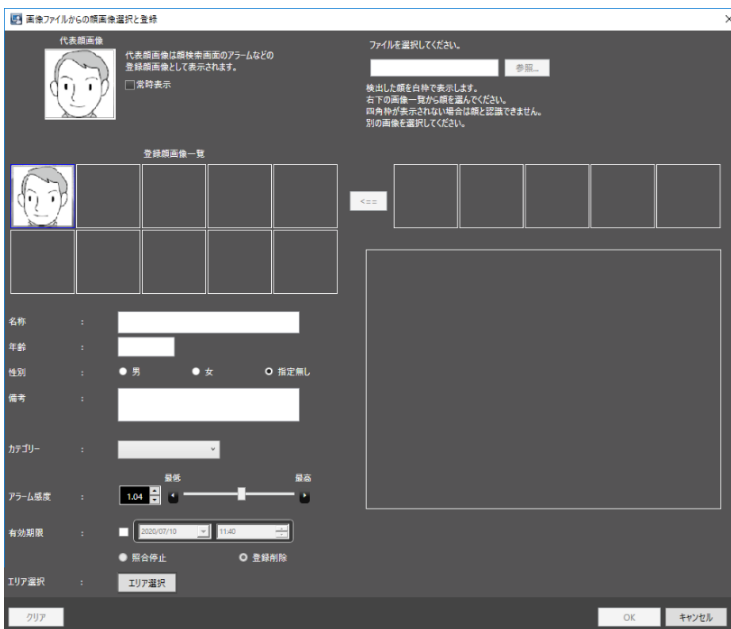 画像ファイルからの顔画像選択と登録
代表顔画像
代表顔画像は顔検索画面のアラームなどの
登録顔画像として表示されます。
常時表示
ファイルを選択してください。
参照...
検出した顔を白枠で表示します。
右下の画像一覧から顔を選んでください。
四角枠が表示されない場合は顔と認識できません。
別の画像を選択してください。
登録顔画像一覧
<==
名称 :
年齢 :
性別 : 男 女 指定無し
備考 :
カテゴリー :
最低 最高
アラーム感度 : 1.04
有効期限 : 2020/07/10 11:40
照合停止 登録削除
エリア選択 : エリア選択
クリア OK キャンセル